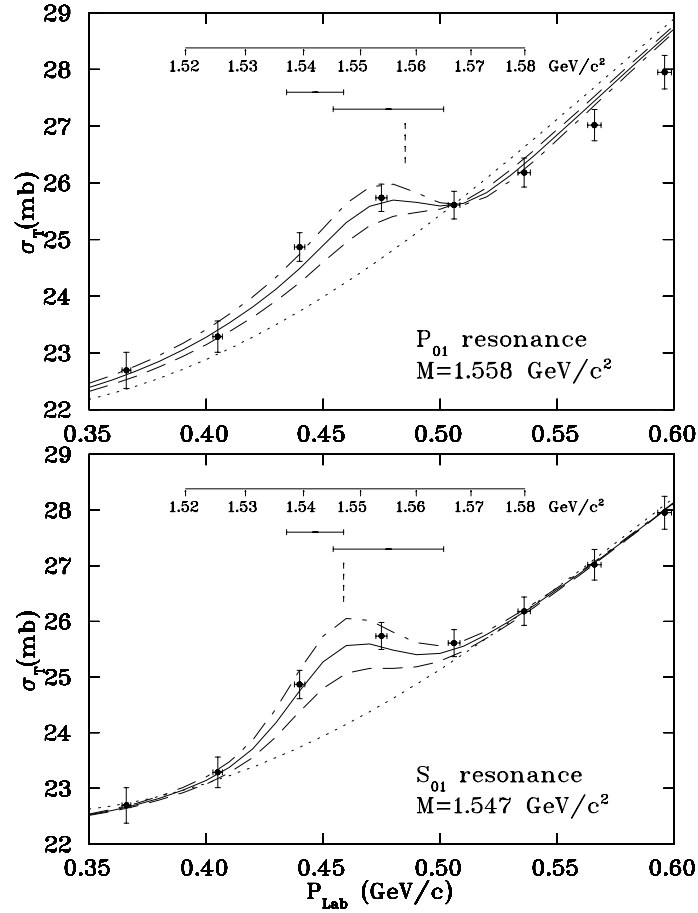 29
28
27
26
25
24
23
22
σ_T(mb)
1.52 1.53 1.54 1.55 1.56 1.57 1.58 GeV/c²
P₀₁ resonance
M=1.558 GeV/c²
0.35 0.40 0.45 0.50 0.55 0.60
29
28
27
26
25
24
23
22
σ_T(mb)
1.52 1.53 1.54 1.55 1.56 1.57 1.58 GeV/c²
S₀₁ resonance
M=1.547 GeV/c²
0.35 0.40 0.45 0.50 0.55 0.60
P_Lab (GeV/c)